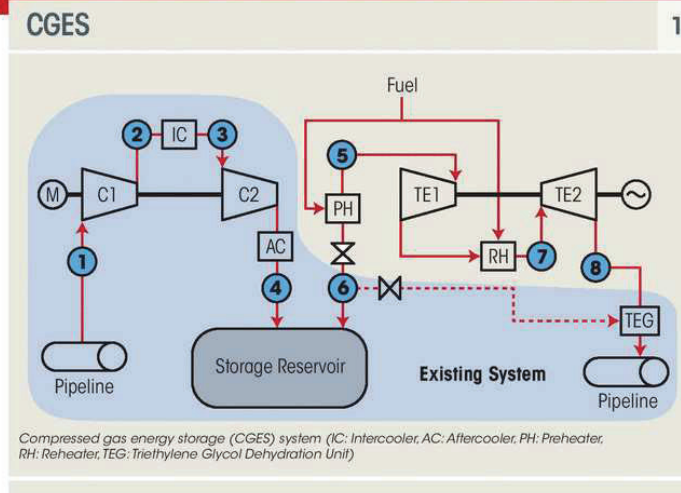 CGES
1
Fuel
2
IC
3
5
M
C1
C2
TE1
TE2
PH
1
AC
RH
7
8
4
6
TEG
Storage Reservoir
Existing System
Pipeline
Pipeline
Compressed gas energy storage (CGES) system (IC: Intercooler, AC: Aftercooler, PH: Preheater,
RH: Reheater, TEG: Triethylene Glycol Dehydration Unit)